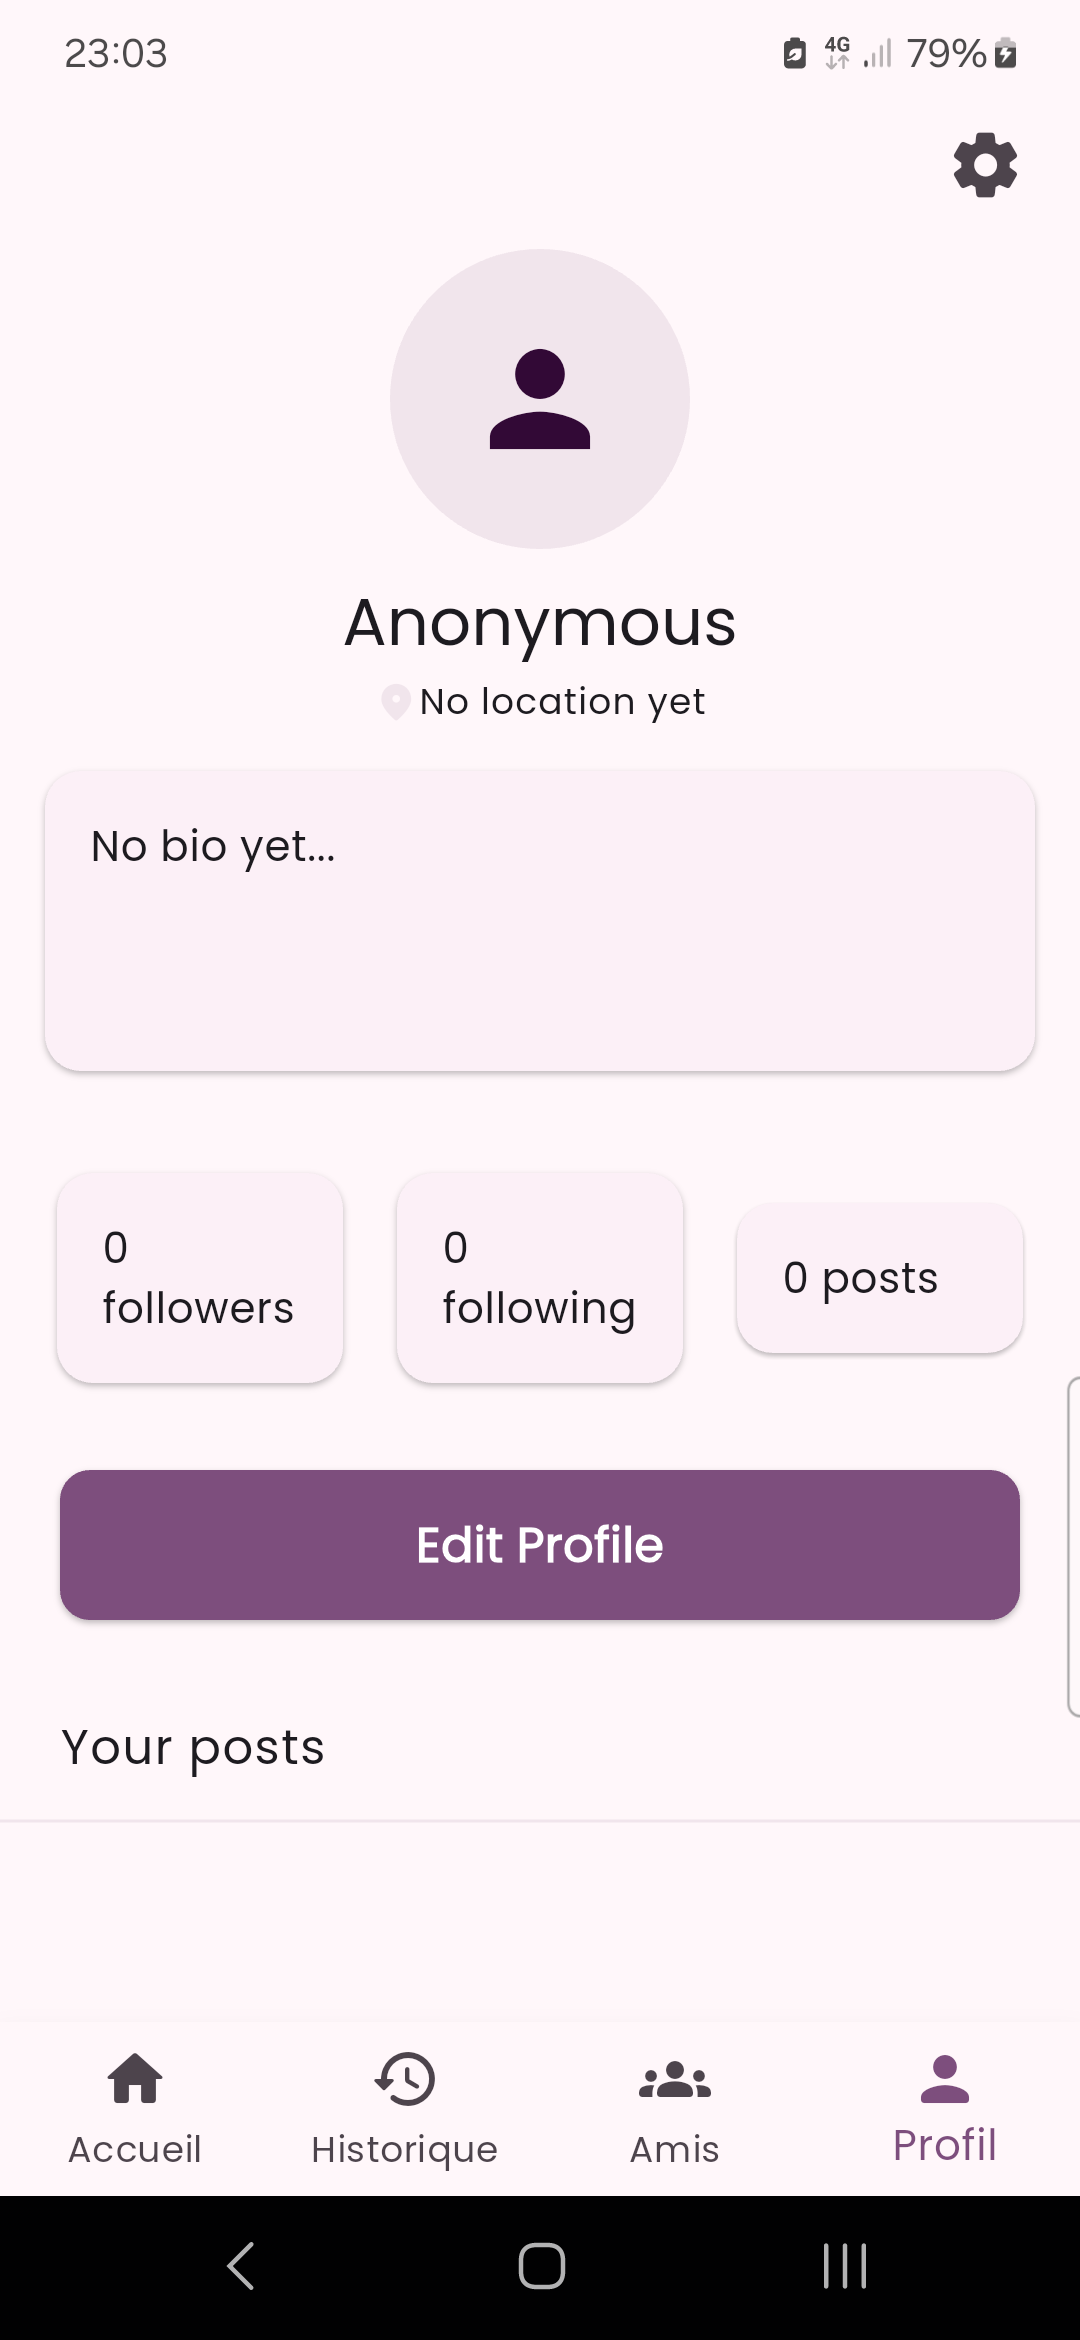 23:03
4G
79%
Anonymous
No location yet
No bio yet...
0
followers
0
following
0 posts
Edit Profile
Your posts
Accueil
Historique
Amis
Profil